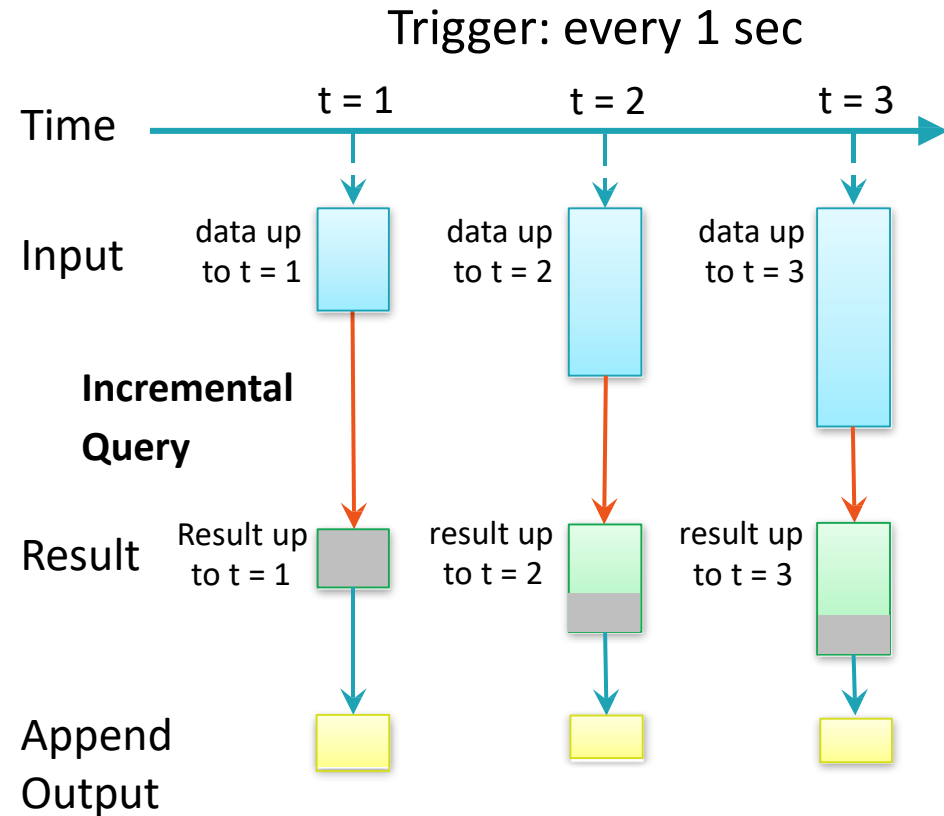 Trigger: every 1 sec
t = 1
t = 2
t = 3
Time
Input
data up
to t = 1
data up
to t = 2
data up
to t = 3
Incremental
Query
Result
Result up
to t = 1
result up
to t = 2
result up
to t = 3
Append
Output